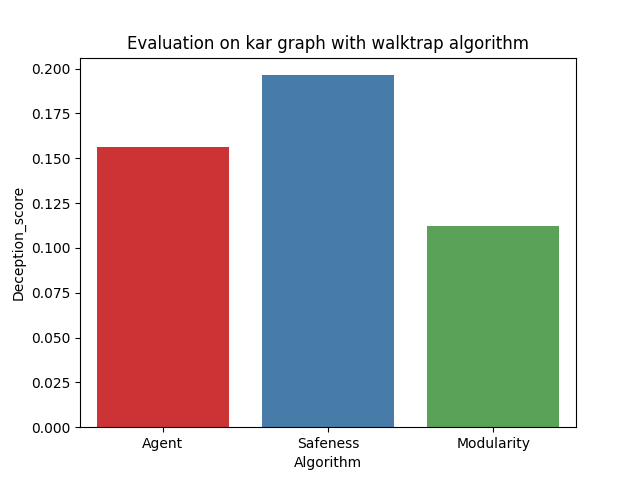 Evaluation on kar graph with walktrap algorithm
0.200
0.175
0.150
0.125
0.100
0.075
0.050
0.025
0.000
Deception_score
Agent Safeness Modularity
Algorithm